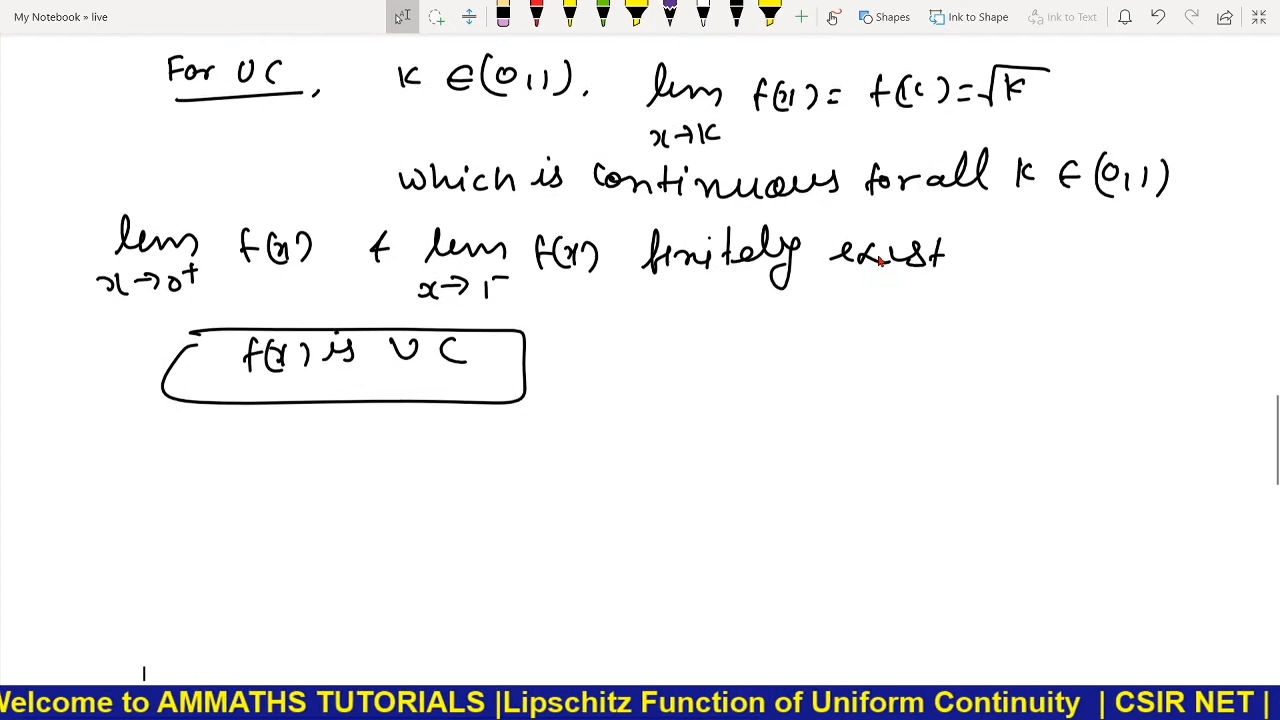 My Notebook » live
Shapes
Ink to Shape
Ink to Text
For UC, k ∈ (0,1). lim f(x) = f(k) = √k
x→k
which is continuous for all k ∈ (0,1)
lim f(x) & lim f(x) finitely exist
x→0⁺ x→1⁻
f(x) is UC
Welcome to AMMATHS TUTORIALS |Lipschitz Function of Uniform Continuity | CSIR NET |